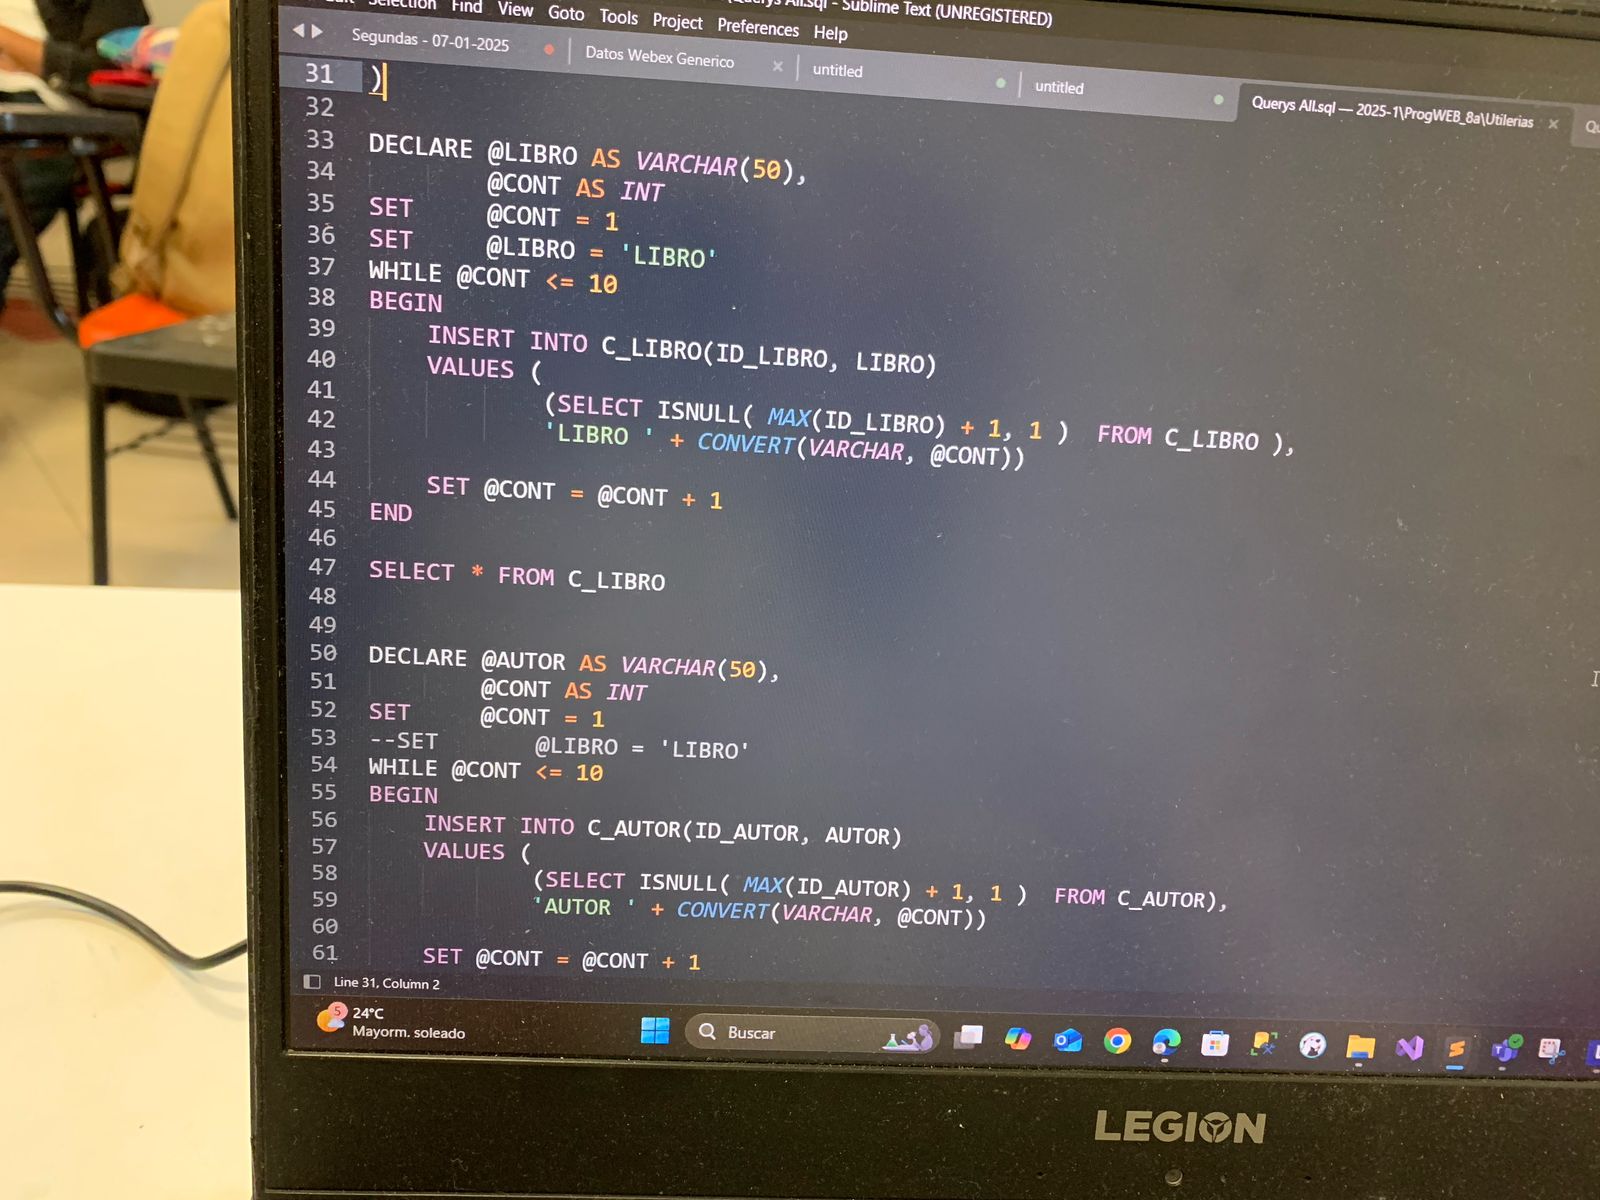 Selection Find View Goto Tools Project Preferences Help
Querys All.sql - Sublime Text (UNREGISTERED)
Segundas - 07-01-2025
Datos Webex Generico
untitled
untitled
Querys All.sql — 2025-1\ProgWEB_8a\Utilerias
31 )
32
33 DECLARE @LIBRO AS VARCHAR(50),
34 @CONT AS INT
35 SET @CONT = 1
36 SET @LIBRO = 'LIBRO'
37 WHILE @CONT <= 10
38 BEGIN
39 INSERT INTO C_LIBRO(ID_LIBRO, LIBRO)
40 VALUES (
41 (SELECT ISNULL( MAX(ID_LIBRO) + 1, 1 ) FROM C_LIBRO ),
42 'LIBRO ' + CONVERT(VARCHAR, @CONT))
43
44 SET @CONT = @CONT + 1
45 END
46
47 SELECT * FROM C_LIBRO
48
49
50 DECLARE @AUTOR AS VARCHAR(50),
51 @CONT AS INT
52 SET @CONT = 1
53 --SET @LIBRO = 'LIBRO'
54 WHILE @CONT <= 10
55 BEGIN
56 INSERT INTO C_AUTOR(ID_AUTOR, AUTOR)
57 VALUES (
58 (SELECT ISNULL( MAX(ID_AUTOR) + 1, 1 ) FROM C_AUTOR),
59 'AUTOR ' + CONVERT(VARCHAR, @CONT))
60
61 SET @CONT = @CONT + 1
Line 31, Column 2
5
24°C
Mayorm. soleado
Buscar
LEGION